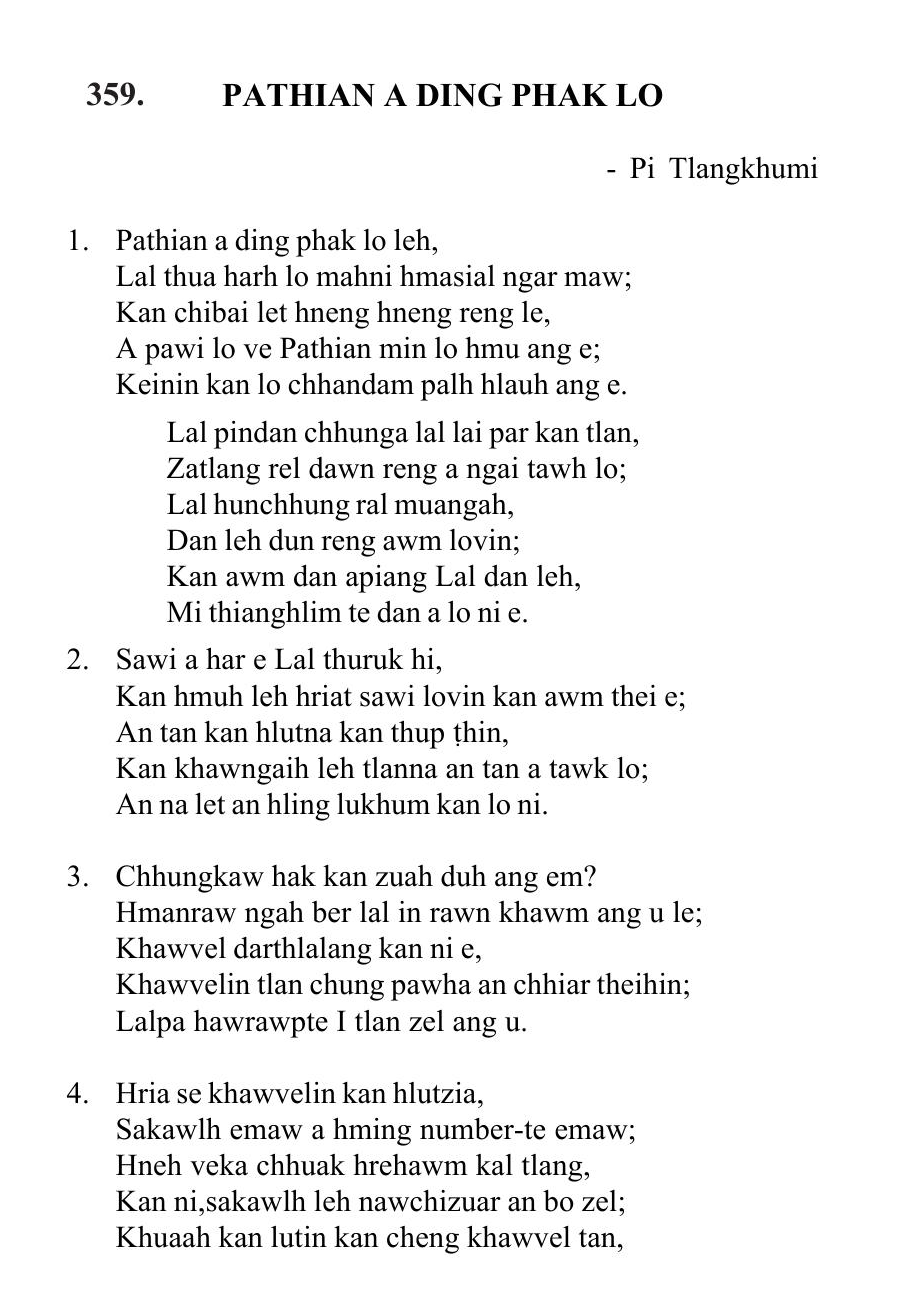 359. PATHIAN A DING PHAK LO
- Pi Tlangkhumi
1. Pathian a ding phak lo leh,
Lal thua harh lo mahni hmasial ngar maw;
Kan chibai let hneng hneng reng le,
A pawi lo ve Pathian min lo hmu ang e;
Keinin kan lo chhandam palh hlauh ang e.
Lal pindan chhunga lal lai par kan tlan,
Zatlang rel dawn reng a ngai tawh lo;
Lal hunchhung ral muangah,
Dan leh dun reng awm lovin;
Kan awm dan apiang Lal dan leh,
Mi thianghlim te dan a lo ni e.
2. Sawi a har e Lal thuruk hi,
Kan hmuh leh hriat sawi lovin kan awm thei e;
An tan kan hlutna kan thup ṭhin,
Kan khawngaih leh tlanna an tan a tawk lo;
An na let an hling lukhum kan lo ni.
3. Chhungkaw hak kan zuah duh ang em?
Hmanraw ngah ber lal in rawn khawm ang u le;
Khawvel darthlalang kan ni e,
Khawvelin tlan chung pawha an chhiar theihin;
Lalpa hawrawpte I tlan zel ang u.
4. Hria se khawvelin kan hlutzia,
Sakawlh emaw a hming number-te emaw;
Hneh veka chhuak hrehawm kal tlang,
Kan ni,sakawlh leh nawchizuar an bo zel;
Khuaah kan lutin kan cheng khawvel tan,